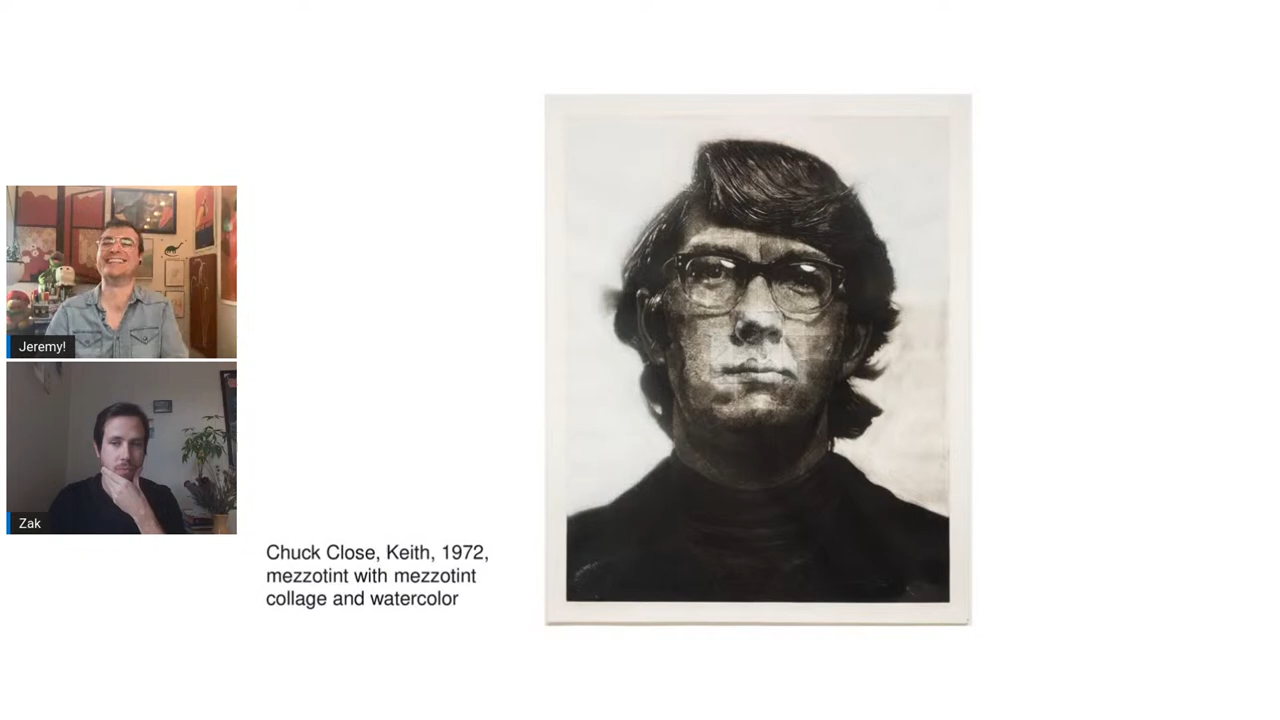 Jeremy!
Zak
Chuck Close, Keith, 1972,
mezzotint with mezzotint
collage and watercolor